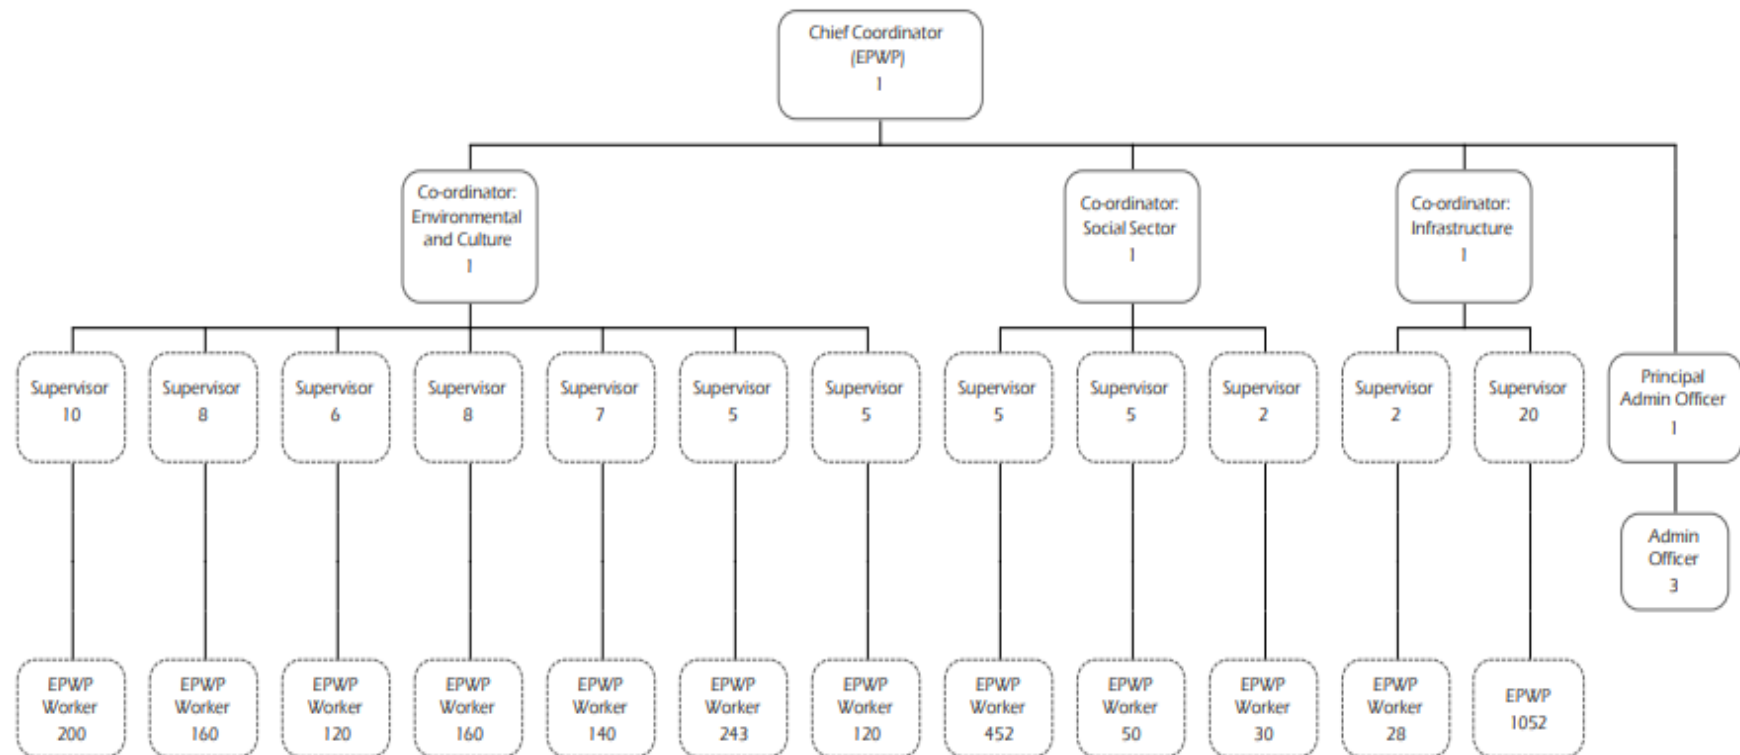 Chief Coordinator
(EPWP)
1
Co-ordinator:
Environmental
and Culture
1
Co-ordinator:
Social Sector
1
Co-ordinator:
Infrastructure
1
Supervisor
10
Supervisor
8
Supervisor
6
Supervisor
8
Supervisor
7
Supervisor
5
Supervisor
5
Supervisor
5
Supervisor
5
Supervisor
2
Supervisor
2
Supervisor
20
Principal
Admin Officer
1
Admin
Officer
3
EPWP
Worker
200
EPWP
Worker
160
EPWP
Worker
120
EPWP
Worker
160
EPWP
Worker
140
EPWP
Worker
243
EPWP
Worker
120
EPWP
Worker
452
EPWP
Worker
50
EPWP
Worker
30
EPWP
Worker
28
EPWP
1052